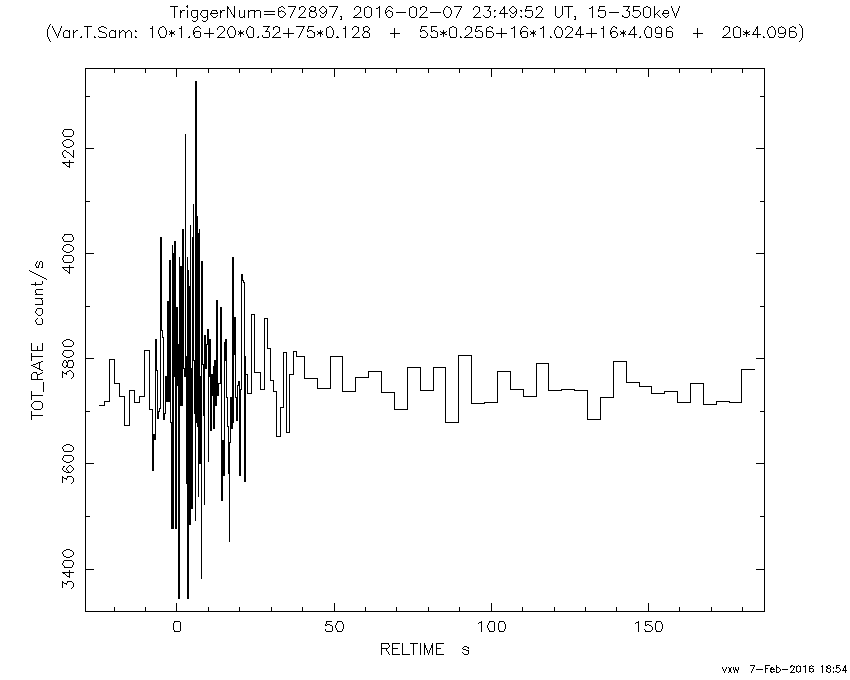 TriggerNum=672897, 2016-02-07 23:49:52 UT, 15-350keV
(Var.T.Sam: 10*1.6+20*0.32+75*0.128 + 55*0.256+16*1.024+16*4.096 + 20*4.096)
TOT_RATE count/s
4200
4000
3800
3600
3400
0 50 100 150
RELTIME s
vxw 7-Feb-2016 18:54